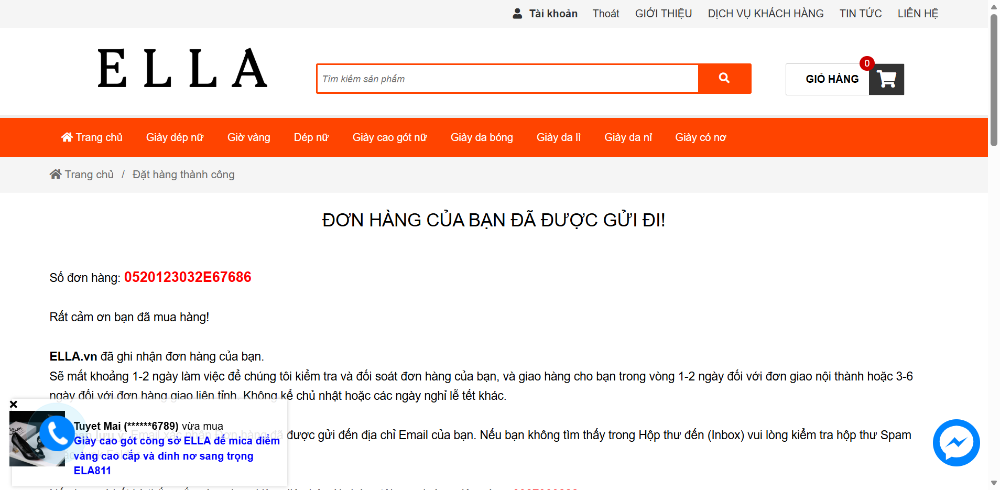 Tài khoản Thoát GIỚI THIỆU DỊCH VỤ KHÁCH HÀNG TIN TỨC LIÊN HỆ
ELLA
Tìm kiếm sản phẩm
GIỎ HÀNG 0
Trang chủ Giày dép nữ Giờ vàng Dép nữ Giày cao gót nữ Giày da bóng Giày da lì Giày da nỉ Giày có nơ
Trang chủ / Đặt hàng thành công
ĐƠN HÀNG CỦA BẠN ĐÃ ĐƯỢC GỬI ĐI!
Số đơn hàng: 0520123032E67686
Rất cảm ơn bạn đã mua hàng!
ELLA.vn đã ghi nhận đơn hàng của bạn.
Sẽ mất khoảng 1-2 ngày làm việc để chúng tôi kiểm tra và đối soát đơn hàng của bạn, và giao hàng cho bạn trong vòng 1-2 ngày đối với đơn giao nội thành hoặc 3-6
ngày đối với đơn hàng giao liên tỉnh. Không kể chủ nhật hoặc các ngày nghỉ lễ tết khác.
lưu ý: Email xác nhận Đơn hàng đã được gửi đến địa chỉ Email của bạn. Nếu bạn không tìm thấy trong Hộp thư đến (Inbox) vui lòng kiểm tra hộp thư Spam
Tuyet Mai (******6789) vừa mua
Giày cao gót công sở ELLA đế mica điểm
vàng cao cấp và đính nơ sang trọng
ELA811